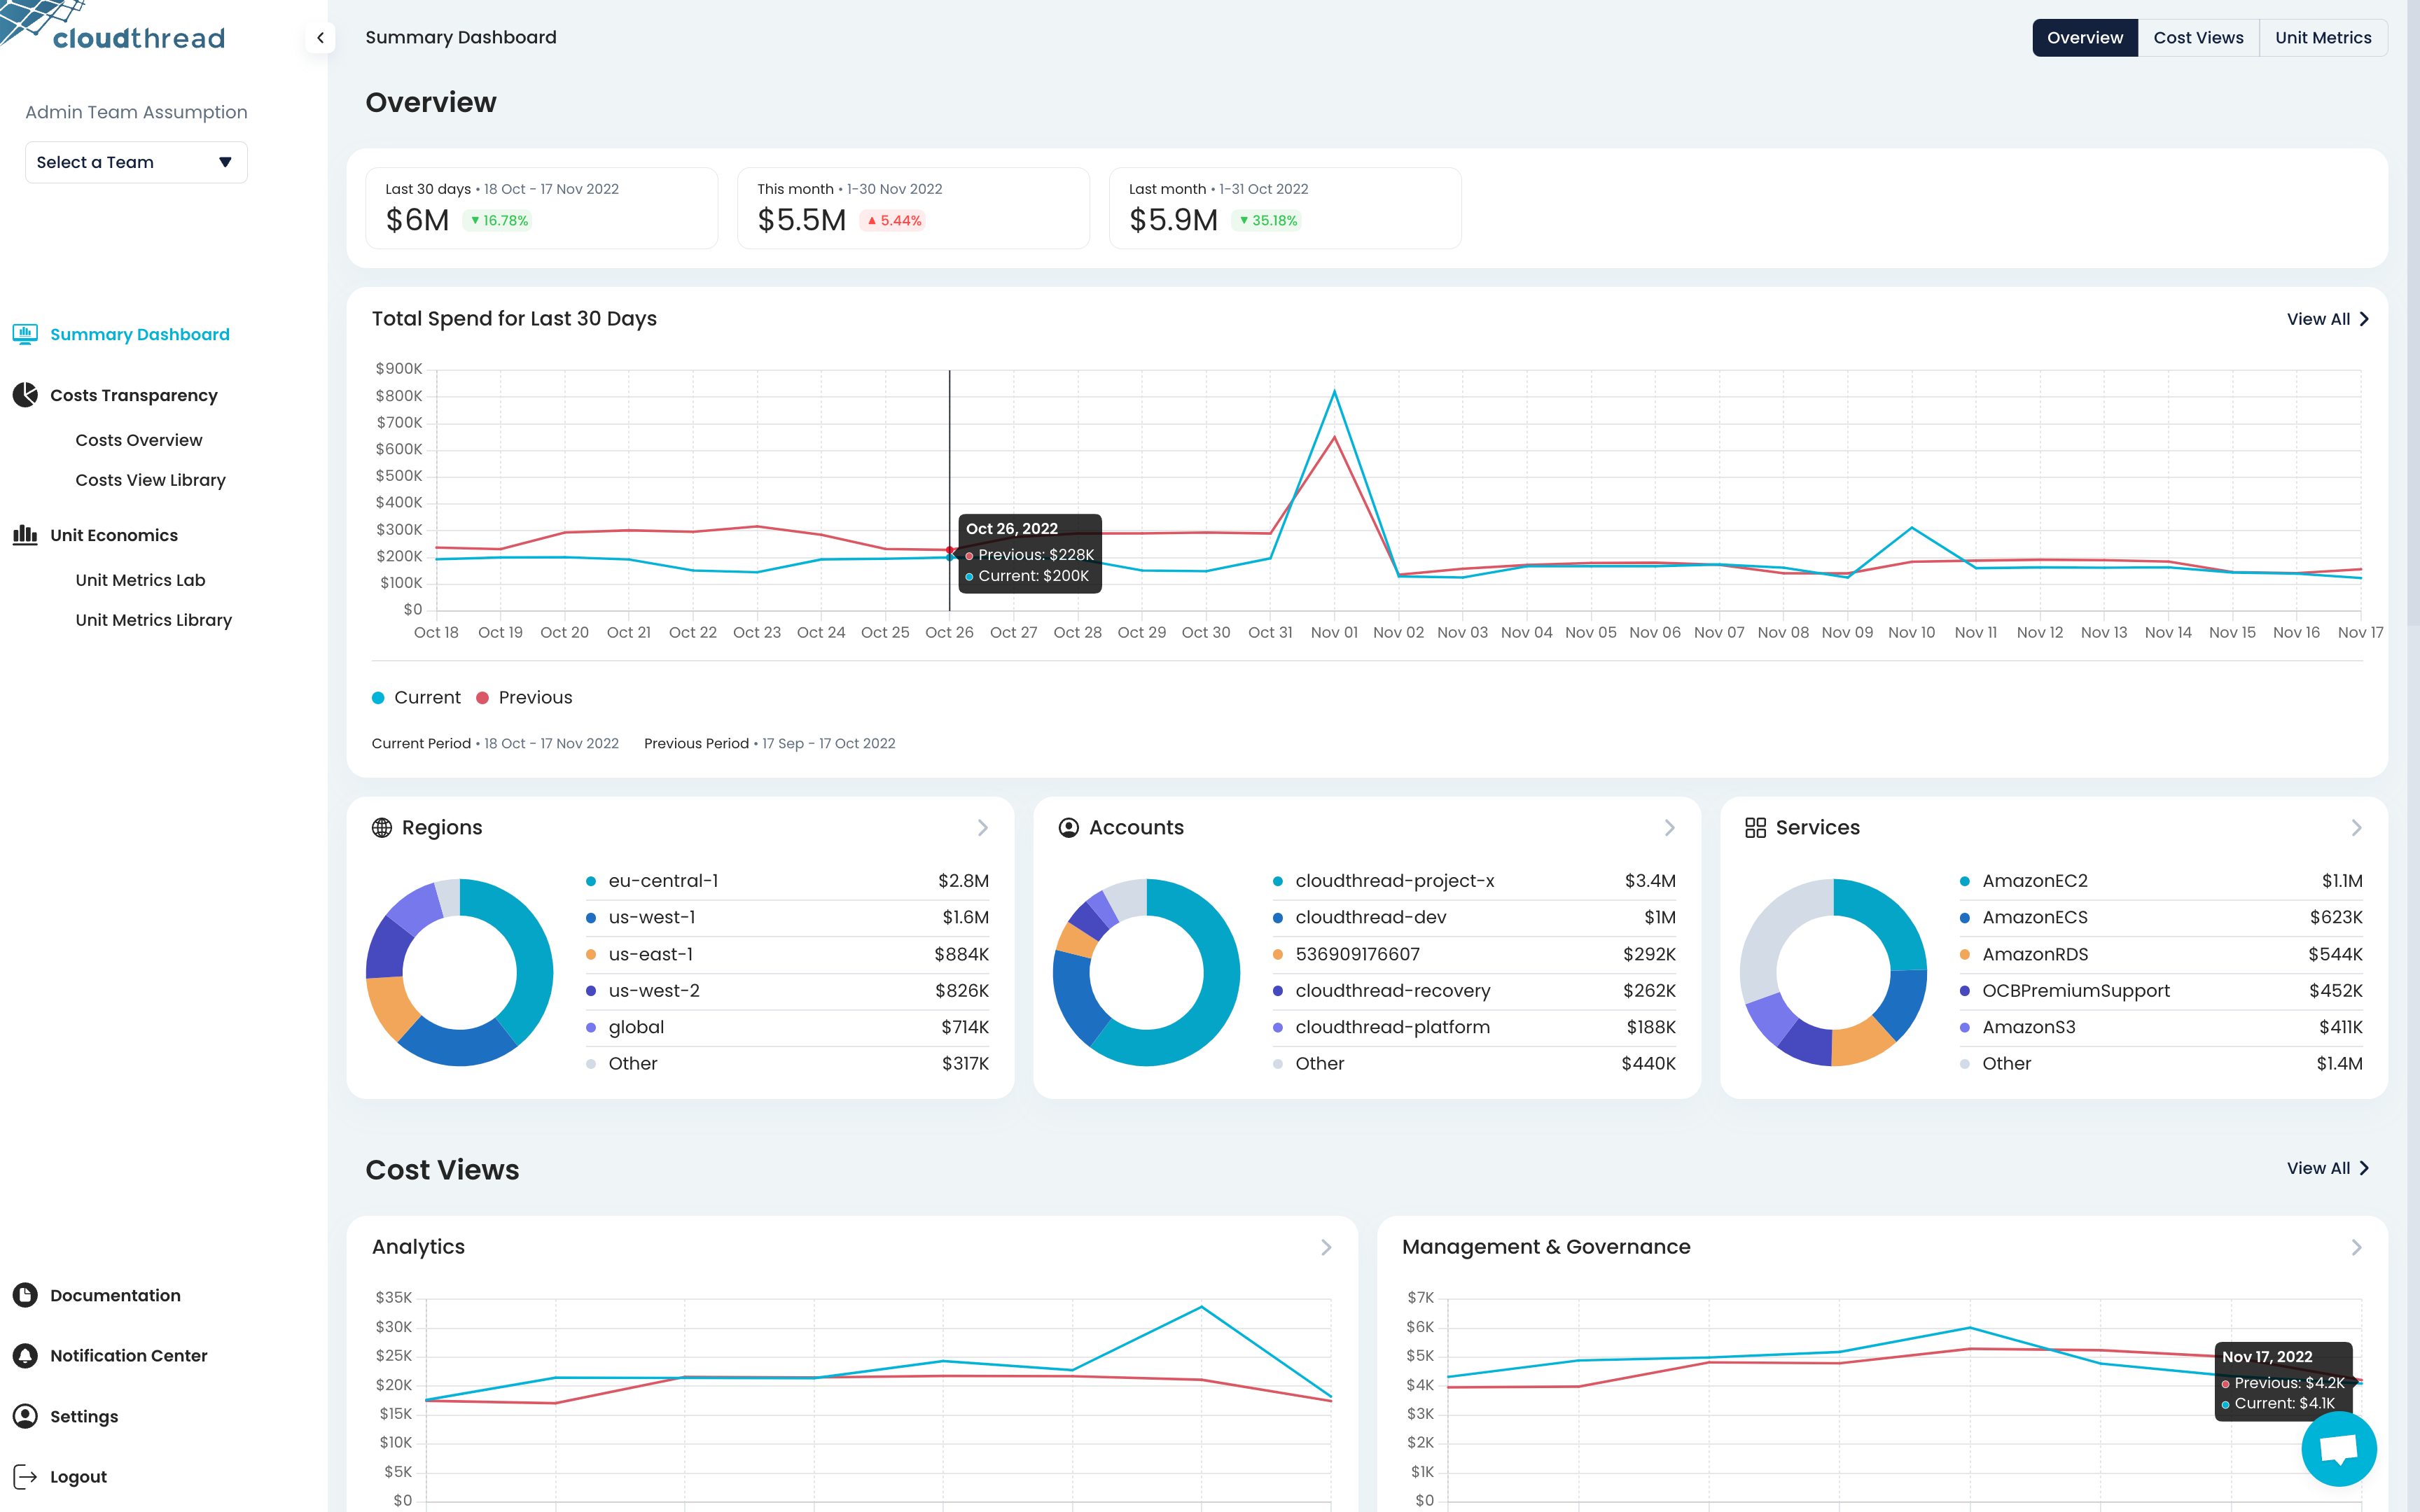 cloudthread
Admin Team Assumption
Select a Team
Summary Dashboard
Costs Transparency
Costs Overview
Costs View Library
Unit Economics
Unit Metrics Lab
Unit Metrics Library
Documentation
Notification Center
Settings
Logout
Summary Dashboard
Overview Cost Views Unit Metrics
Overview
Last 30 days • 18 Oct - 17 Nov 2022
$6M ▼ 16.78%
This month • 1-30 Nov 2022
$5.5M ▲ 5.44%
Last month • 1-31 Oct 2022
$5.9M ▼ 35.18%
Total Spend for Last 30 Days
View All
$900K
$800K
$700K
$600K
$500K
$400K
$300K
$200K
$100K
$0
Oct 26, 2022
Previous: $228K
Current: $200K
Oct 18 Oct 19 Oct 20 Oct 21 Oct 22 Oct 23 Oct 24 Oct 25 Oct 26 Oct 27 Oct 28 Oct 29 Oct 30 Oct 31 Nov 01 Nov 02 Nov 03 Nov 04 Nov 05 Nov 06 Nov 07 Nov 08 Nov 09 Nov 10 Nov 11 Nov 12 Nov 13 Nov 14 Nov 15 Nov 16 Nov 17
Current Previous
Current Period • 18 Oct - 17 Nov 2022 Previous Period • 17 Sep - 17 Oct 2022
Regions
eu-central-1 $2.8M
us-west-1 $1.6M
us-east-1 $884K
us-west-2 $826K
global $714K
Other $317K
Accounts
cloudthread-project-x $3.4M
cloudthread-dev $1M
536909176607 $292K
cloudthread-recovery $262K
cloudthread-platform $188K
Other $440K
Services
AmazonEC2 $1.1M
AmazonECS $623K
AmazonRDS $544K
OCBPremiumSupport $452K
AmazonS3 $411K
Other $1.4M
Cost Views
View All
Analytics
$35K
$30K
$25K
$20K
$15K
$10K
$5K
$0
Management & Governance
$7K
$6K
$5K
$4K
$3K
$2K
$1K
$0
Nov 17, 2022
Previous: $4.2K
Current: $4.1K